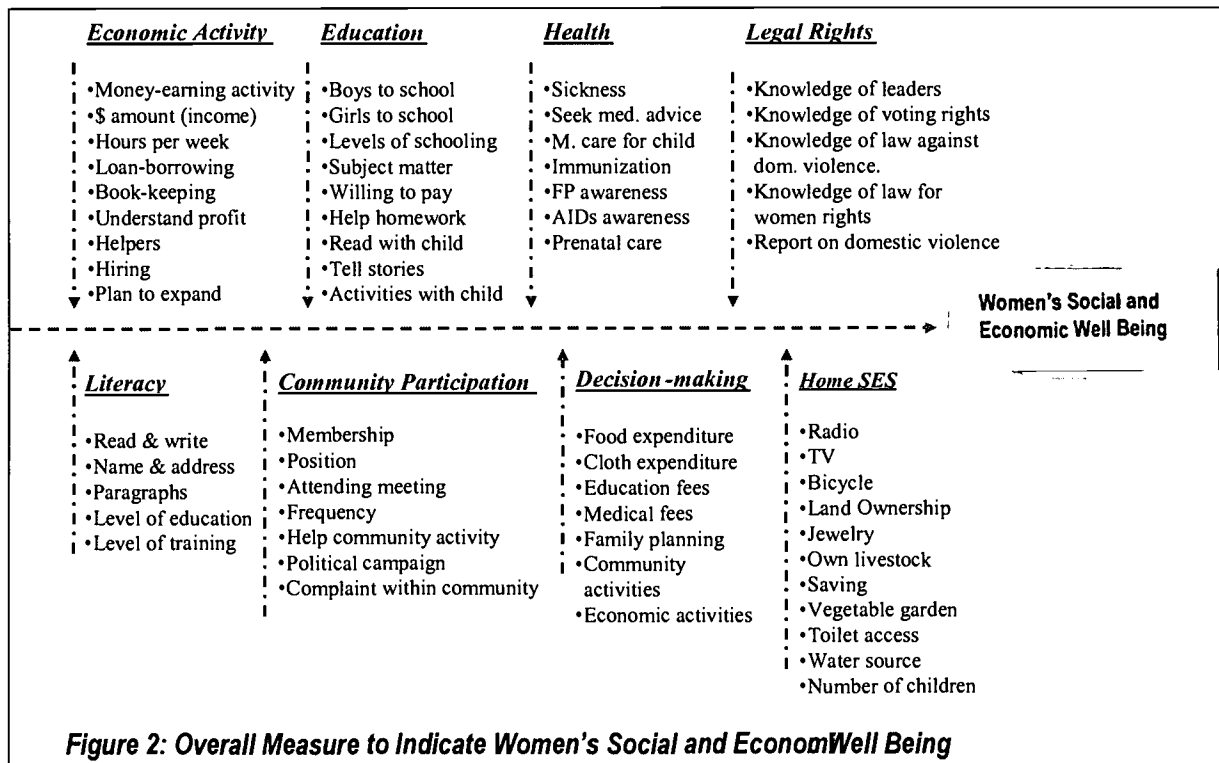 Economic Activity
•Money-earning activity
•$ amount (income)
•Hours per week
•Loan-borrowing
•Book-keeping
•Understand profit
•Helpers
•Hiring
•Plan to expand
Education
•Boys to school
•Girls to school
•Levels of schooling
•Subject matter
•Willing to pay
•Help homework
•Read with child
•Tell stories
•Activities with child
Health
•Sickness
•Seek med. advice
•M. care for child
•Immunization
•FP awareness
•AIDs awareness
•Prenatal care
Legal Rights
•Knowledge of leaders
•Knowledge of voting rights
•Knowledge of law against
dom. violence.
•Knowledge of law for
women rights
•Report on domestic violence
Women's Social and
Economic Well Being
Literacy
•Read & write
•Name & address
•Paragraphs
•Level of education
•Level of training
Community Participation
•Membership
•Position
•Attending meeting
•Frequency
•Help community activity
•Political campaign
•Complaint within community
Decision-making
•Food expenditure
•Cloth expenditure
•Education fees
•Medical fees
•Family planning
•Community
activities
•Economic activities
Home SES
•Radio
•TV
•Bicycle
•Land Ownership
•Jewelry
•Own livestock
•Saving
•Vegetable garden
•Toilet access
•Water source
•Number of children
Figure 2: Overall Measure to Indicate Women's Social and EconomWell Being